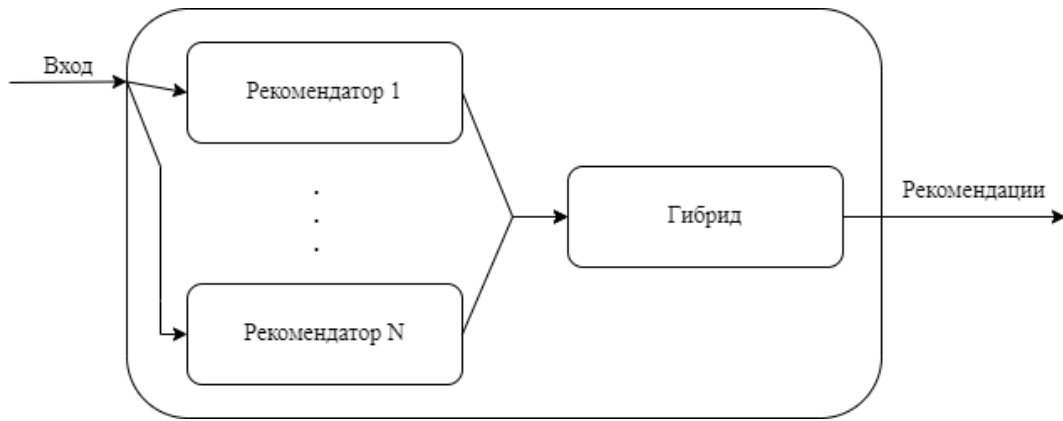 Вход
Рекомендатор 1
.
.
.
Рекомендации
Гибрид
Рекомендатор N